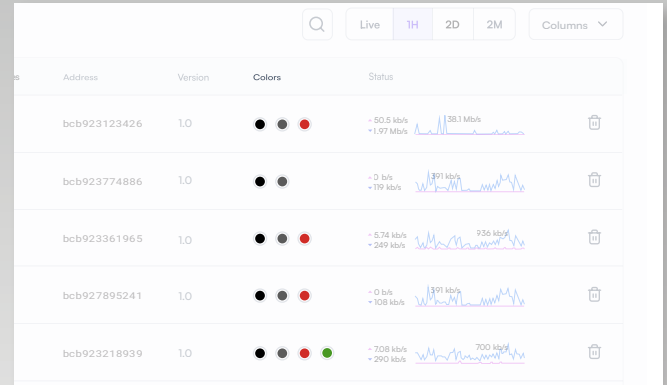 Live 1H 2D 2M Columns
Address Version Colors Status
bcb923123426 1.0 50.5 kb/s 38.1 Mb/s
1.97 Mb/s
bcb923774886 1.0 0 b/s 391 kb/s
119 kb/s
bcb923361965 1.0 5.74 kb/s 936 kb/s
249 kb/s
bcb927895241 1.0 0 b/s 391 kb/s
108 kb/s
bcb923218939 1.0 7.08 kb/s 700 kb/s
290 kb/s